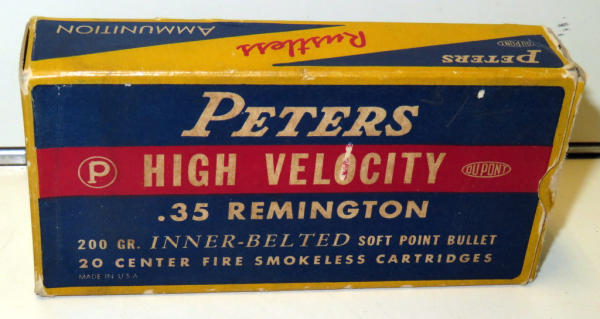 AMMUNITION
Rustless
PETERS
DUPONT
PETERS
P HIGH VELOCITY DUPONT
.35 REMINGTON
200 GR. INNER-BELTED SOFT POINT BULLET
20 CENTER FIRE SMOKELESS CARTRIDGES
MADE IN U.S.A.